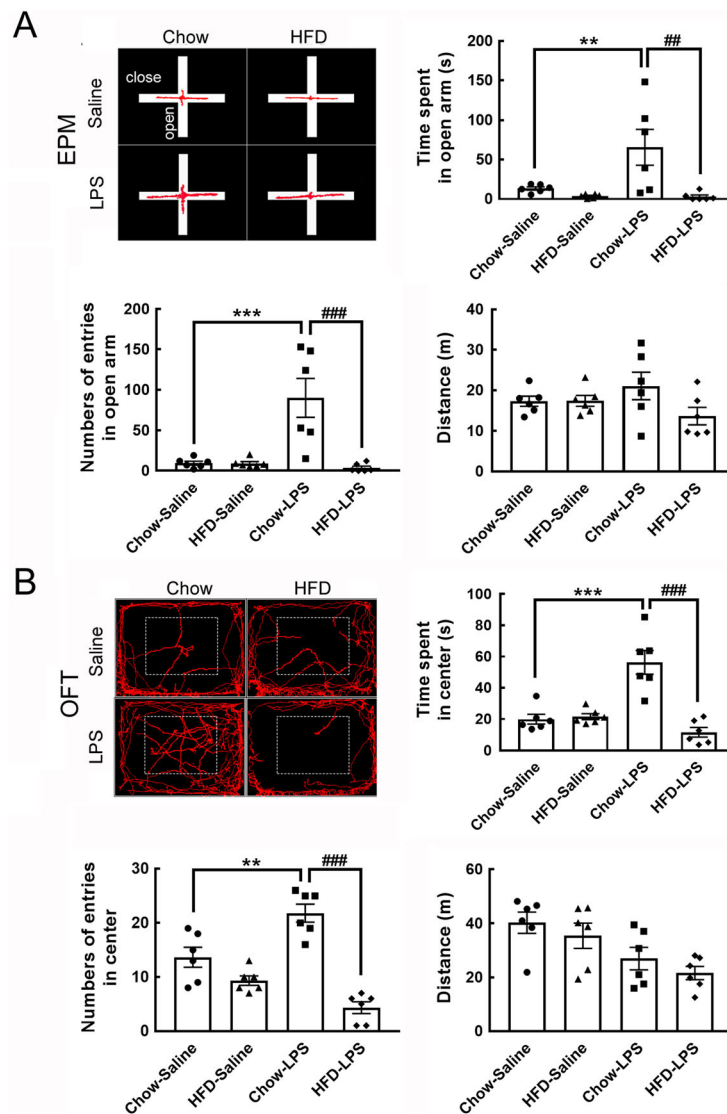 A
Chow
HFD
close
open
Saline
LPS
EPM
Time spent
in open arm (s)
200
150
100
50
0
**
##
Chow-Saline
HFD-Saline
Chow-LPS
HFD-LPS
Numbers of entries
in open arm
200
150
100
50
0
***
###
Chow-Saline
HFD-Saline
Chow-LPS
HFD-LPS
Distance (m)
40
30
20
10
0
Chow-Saline
HFD-Saline
Chow-LPS
HFD-LPS
B
Chow
HFD
Saline
LPS
OFT
Time spent
in center (s)
100
80
60
40
20
0
***
###
Chow-Saline
HFD-Saline
Chow-LPS
HFD-LPS
Numbers of entries
in center
30
20
10
0
**
###
Chow-Saline
HFD-Saline
Chow-LPS
HFD-LPS
Distance (m)
60
40
20
0
Chow-Saline
HFD-Saline
Chow-LPS
HFD-LPS